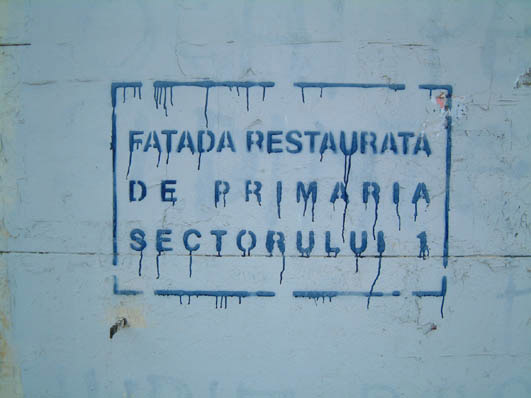 FATADA RESTAURATA
DE PRIMARIA
SECTORULUI 1